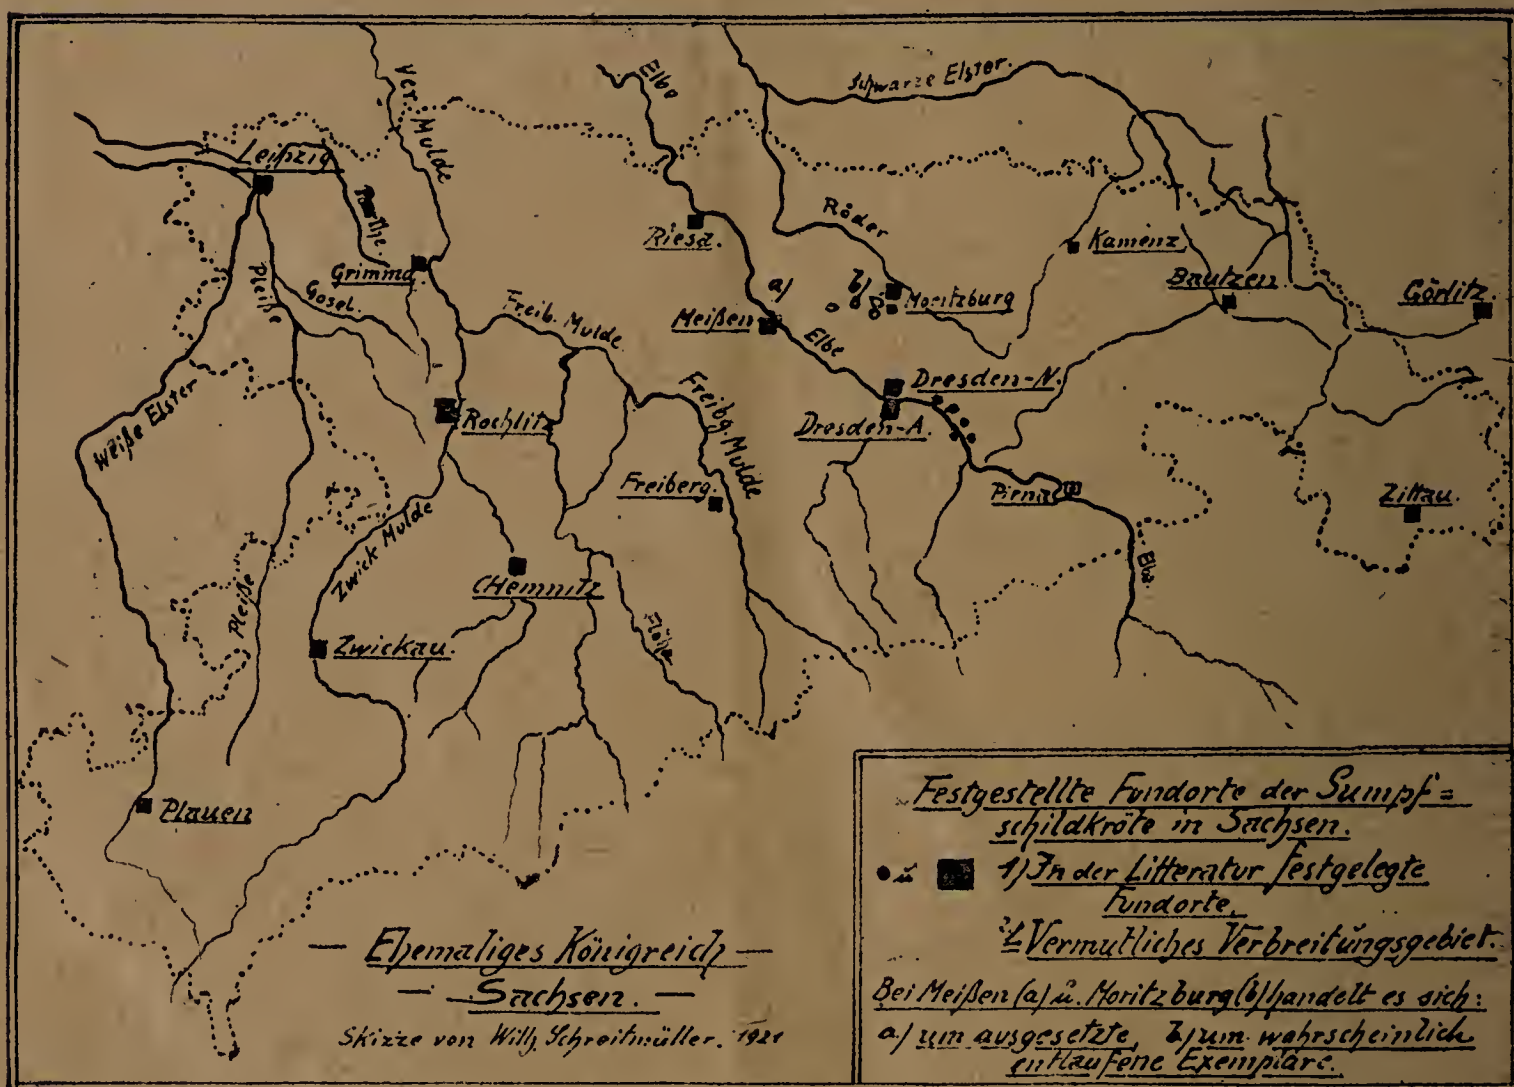 Elbe
Schwarze Elster.
Ver. Mulde
Leipzig
Parthe.
Röder
Riesa.
Kamenz
Grimma
Pleiße
Gosel.
a)
b)
Moritzburg
Bautzen.
Görlitz.
Freib. Mulde
Meißen
Elbe
Weiße Elster
Rochlitz
Freibg. Mulde
Dresden-N.
Dresden-A.
Freiberg.
Pirna
Zittau.
Zwick Mulde
CHemnitz
Elbe.
Pleiße
Zwickau.
Flöha
Plauen
Ehemaliges Königreich
Sachsen.
Skizze von Willy Schreitmüller. 1921
Festgestellte Fundorte der Sumpf=
schildkröte in Sachsen.
u 1) In der Litteratur festgelegte
Fundorte.
Vermutliches Verbreitungsgebiet.
Bei Meißen (a) u. Moritzburg (b) handelt es sich:
a) um ausgesetzte, b) um wahrscheinlich
entlaufene Exemplare.